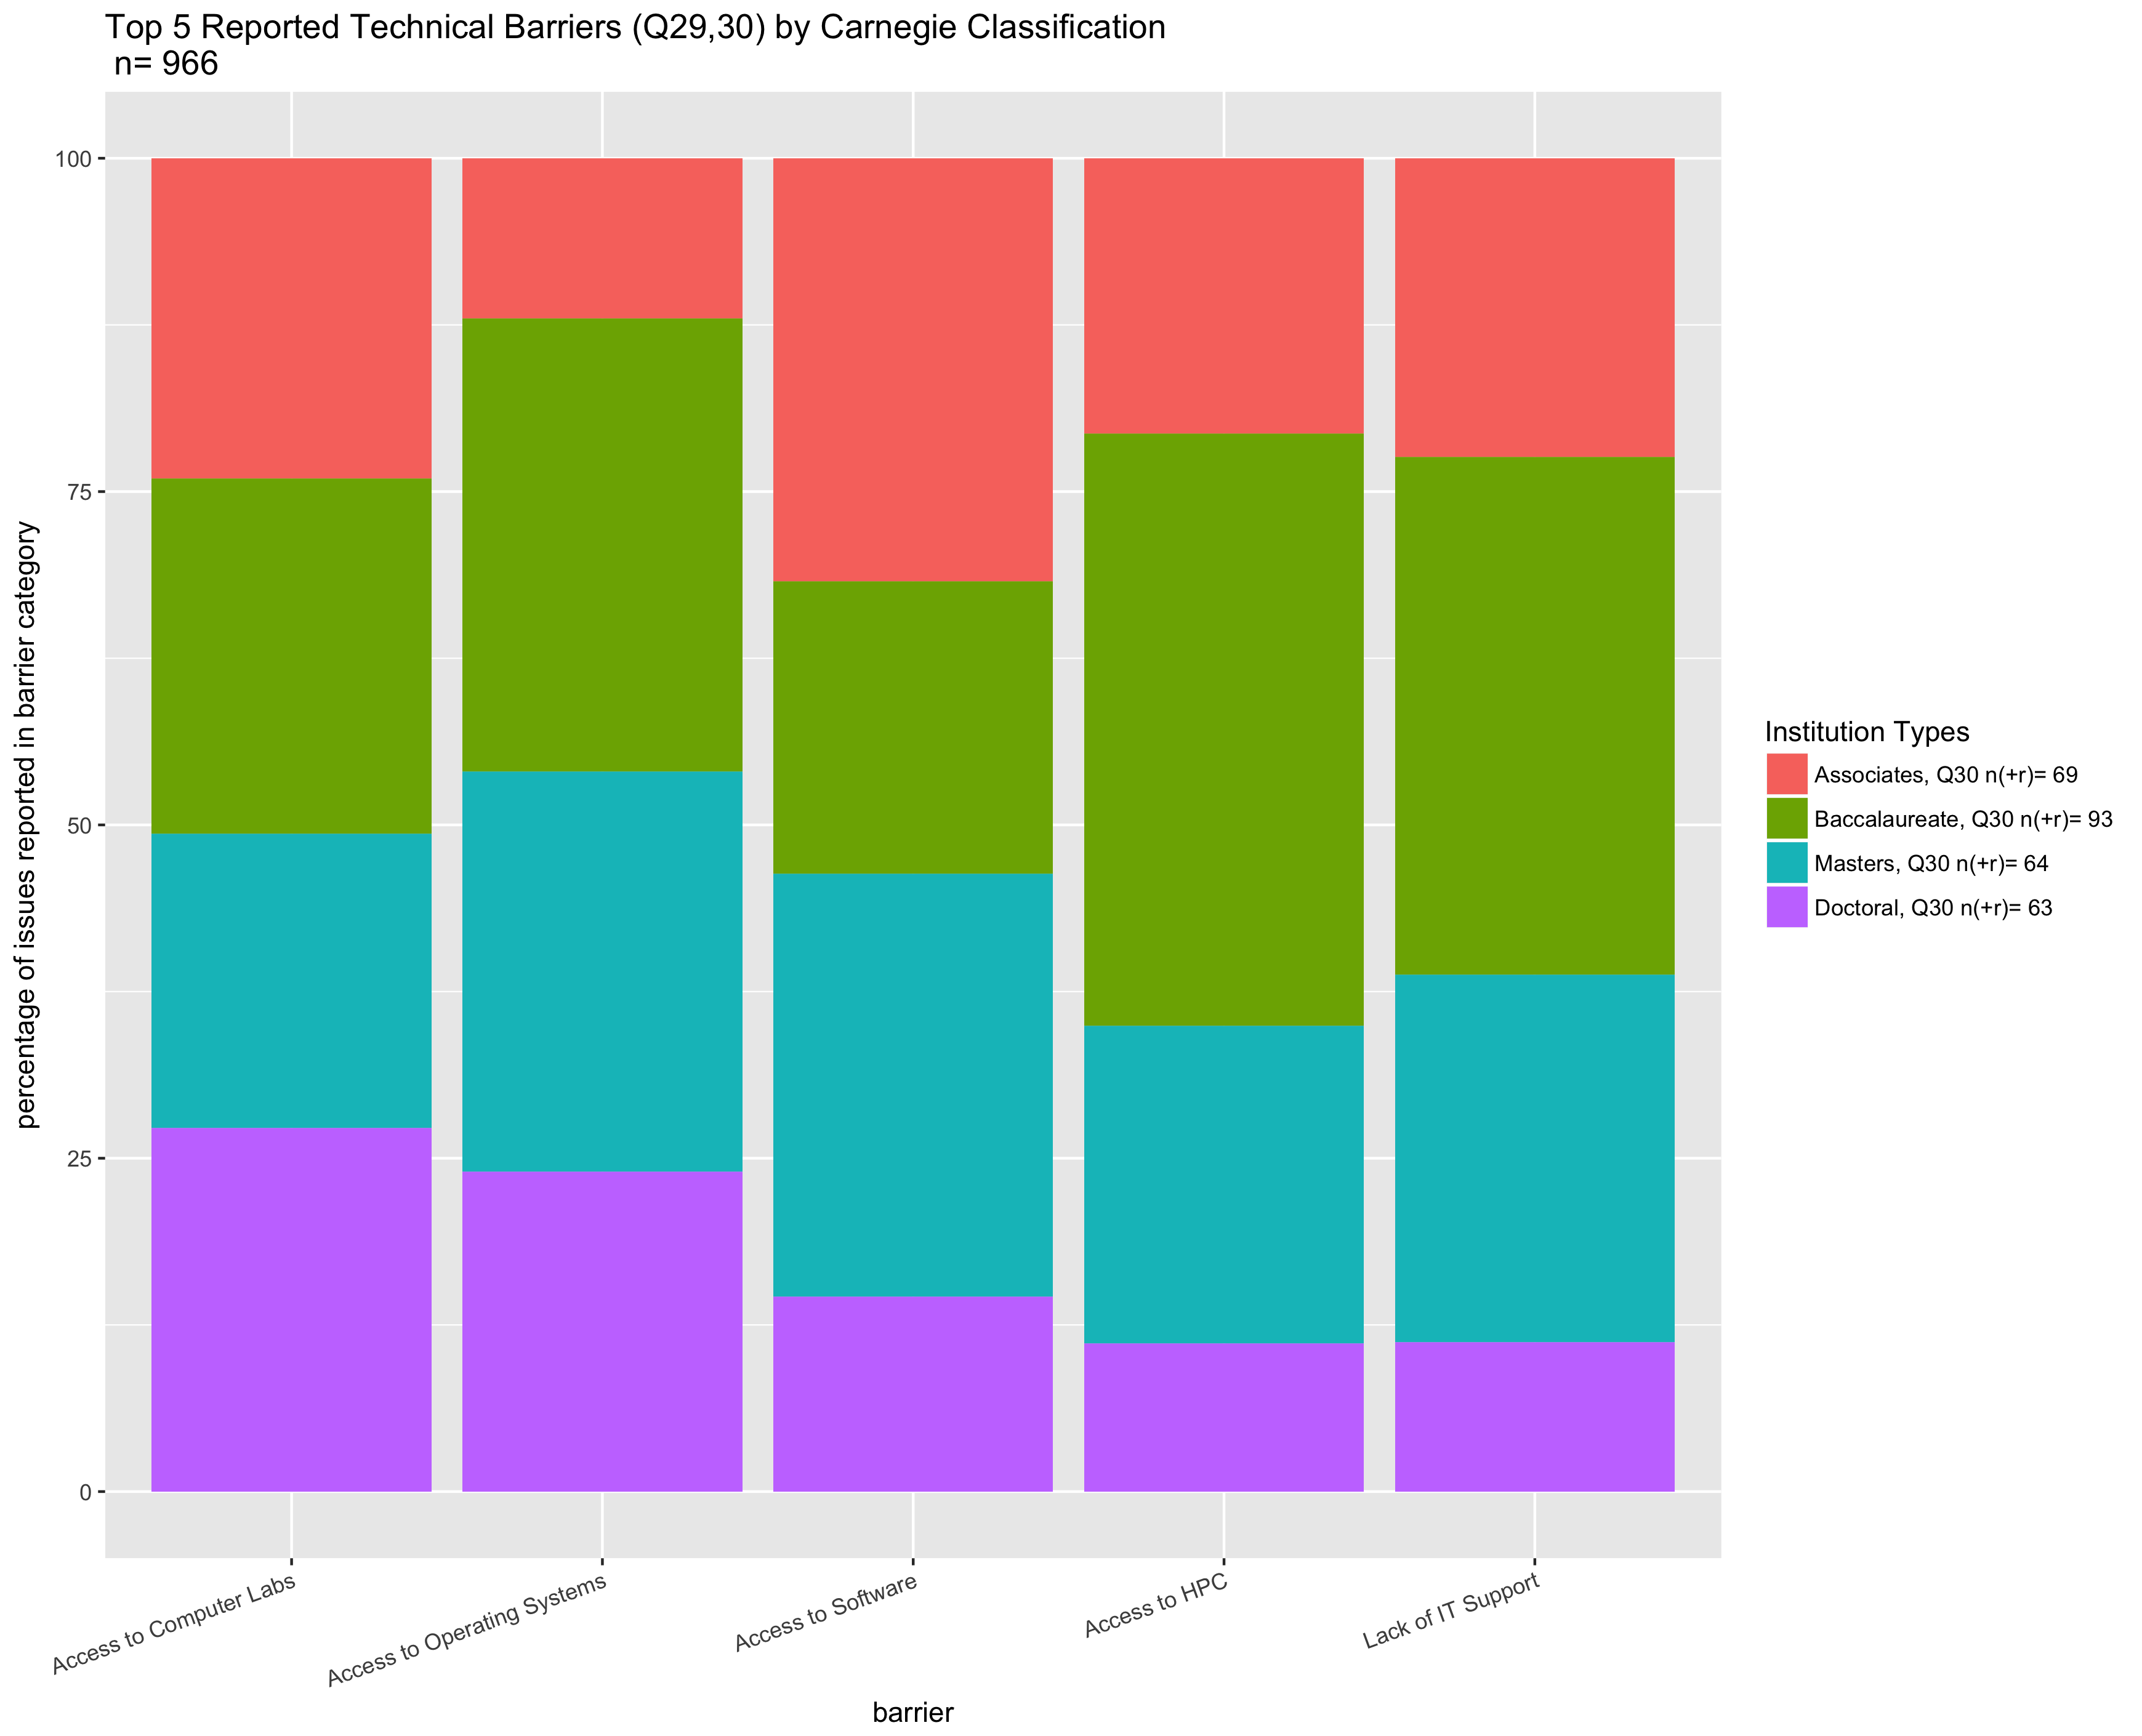 Top 5 Reported Technical Barriers (Q29,30) by Carnegie Classification
n= 966
percentage of issues reported in barrier category
100
75
50
25
0
Access to Computer Labs
Access to Operating Systems
Access to Software
Access to HPC
Lack of IT Support
barrier
Institution Types
Associates, Q30 n(+r)= 69
Baccalaureate, Q30 n(+r)= 93
Masters, Q30 n(+r)= 64
Doctoral, Q30 n(+r)= 63